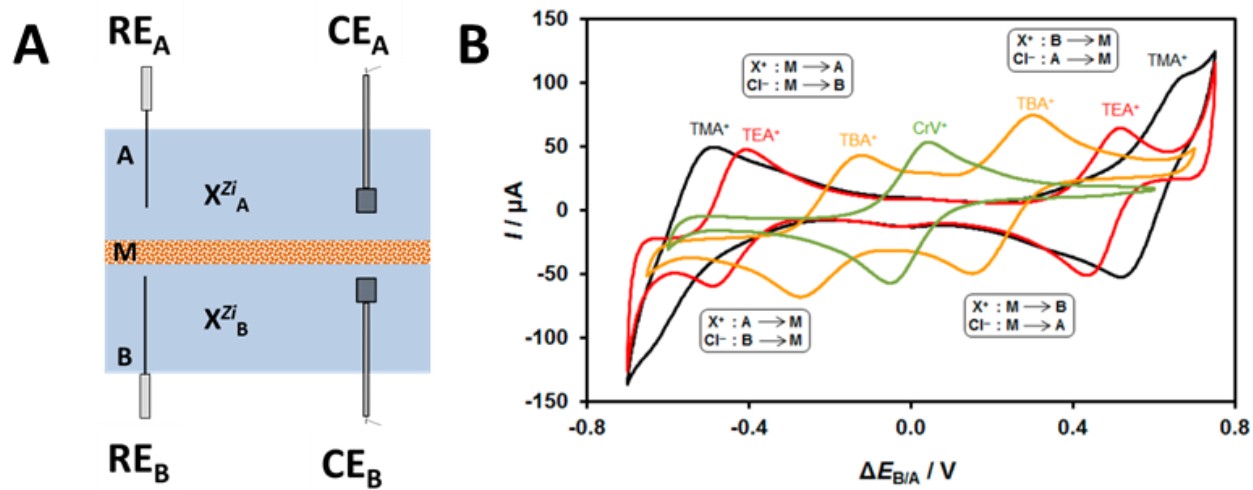 A
RE_A
CE_A
A
X^Zi_A
M
X^Zi_B
B
RE_B
CE_B
B
150
100
50
0
-50
-100
-150
I / µA
-0.8
-0.4
0.0
0.4
0.8
ΔE_B/A / V
X⁺ : M → A
Cl⁻ : M → B
X⁺ : B → M
Cl⁻ : A → M
TMA⁺
TMA⁺
TEA⁺
TBA⁺
CrV⁺
TBA⁺
TEA⁺
X⁺ : A → M
Cl⁻ : B → M
X⁺ : M → B
Cl⁻ : M → A